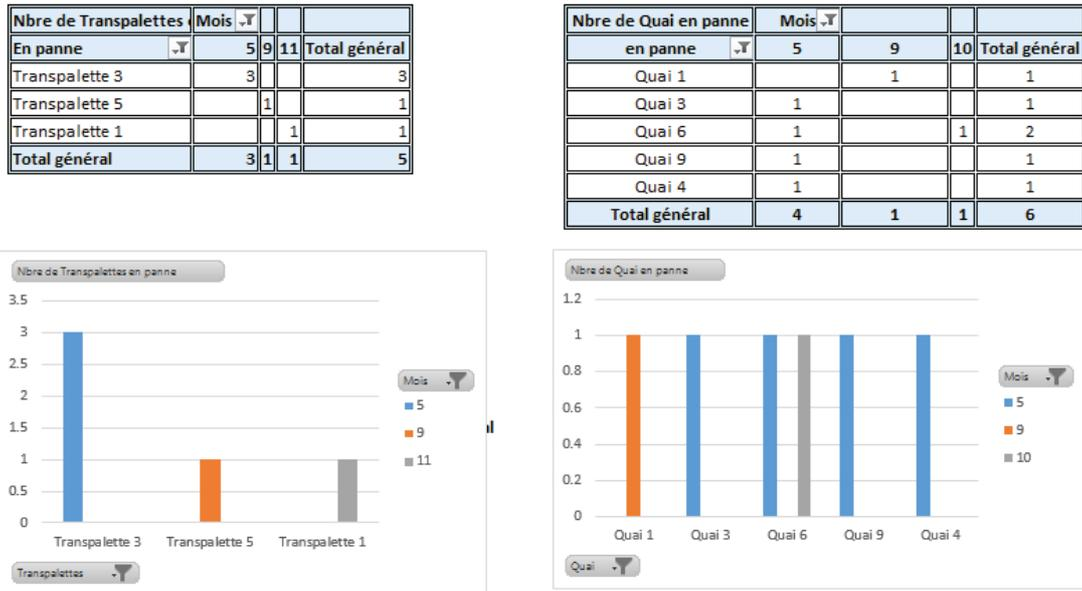 Nbre de Transpalettes Mois
En panne 5 9 11 Total général
Transpalette 3 3 3
Transpalette 5 1 1
Transpalette 1 1 1
Total général 3 1 1 5
Nbre de Quai en panne Mois
en panne 5 9 10 Total général
Quai 1 1 1
Quai 3 1 1
Quai 6 1 1 2
Quai 9 1 1
Quai 4 1 1
Total général 4 1 1 6
Nbre de Transpalettes en panne
3.5
3
2.5
2
1.5
1
0.5
0
Transpalette 3 Transpalette 5 Transpalette 1
Transpalettes
Mois
5
9
11
Nbre de Quai en panne
1.2
1
0.8
0.6
0.4
0.2
0
Quai 1 Quai 3 Quai 6 Quai 9 Quai 4
Quai
Mois
5
9
10